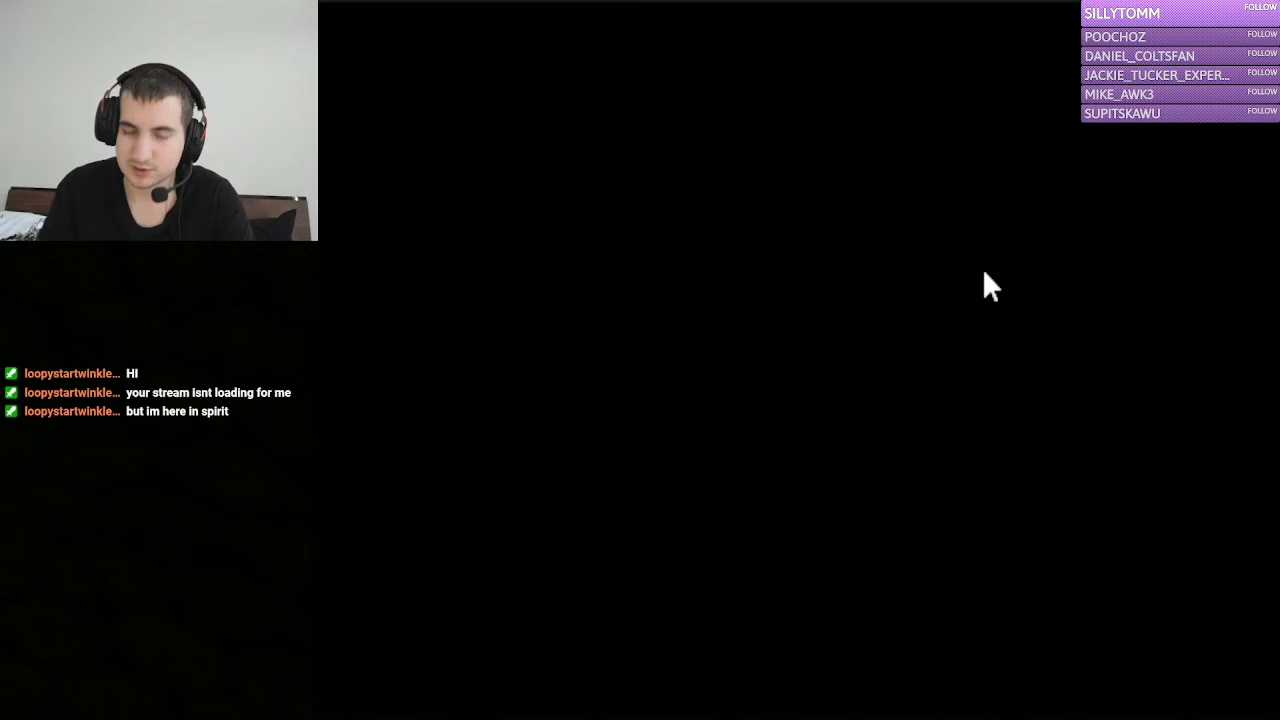 SILLYTOMM FOLLOW
POOCHOZ FOLLOW
DANIEL_COLTSFAN FOLLOW
JACKIE_TUCKER_EXPER... FOLLOW
MIKE_AWK3 FOLLOW
SUPITSKAWU FOLLOW
loopystartwinkle... HI
loopystartwinkle... your stream isnt loading for me
loopystartwinkle... but im here in spirit